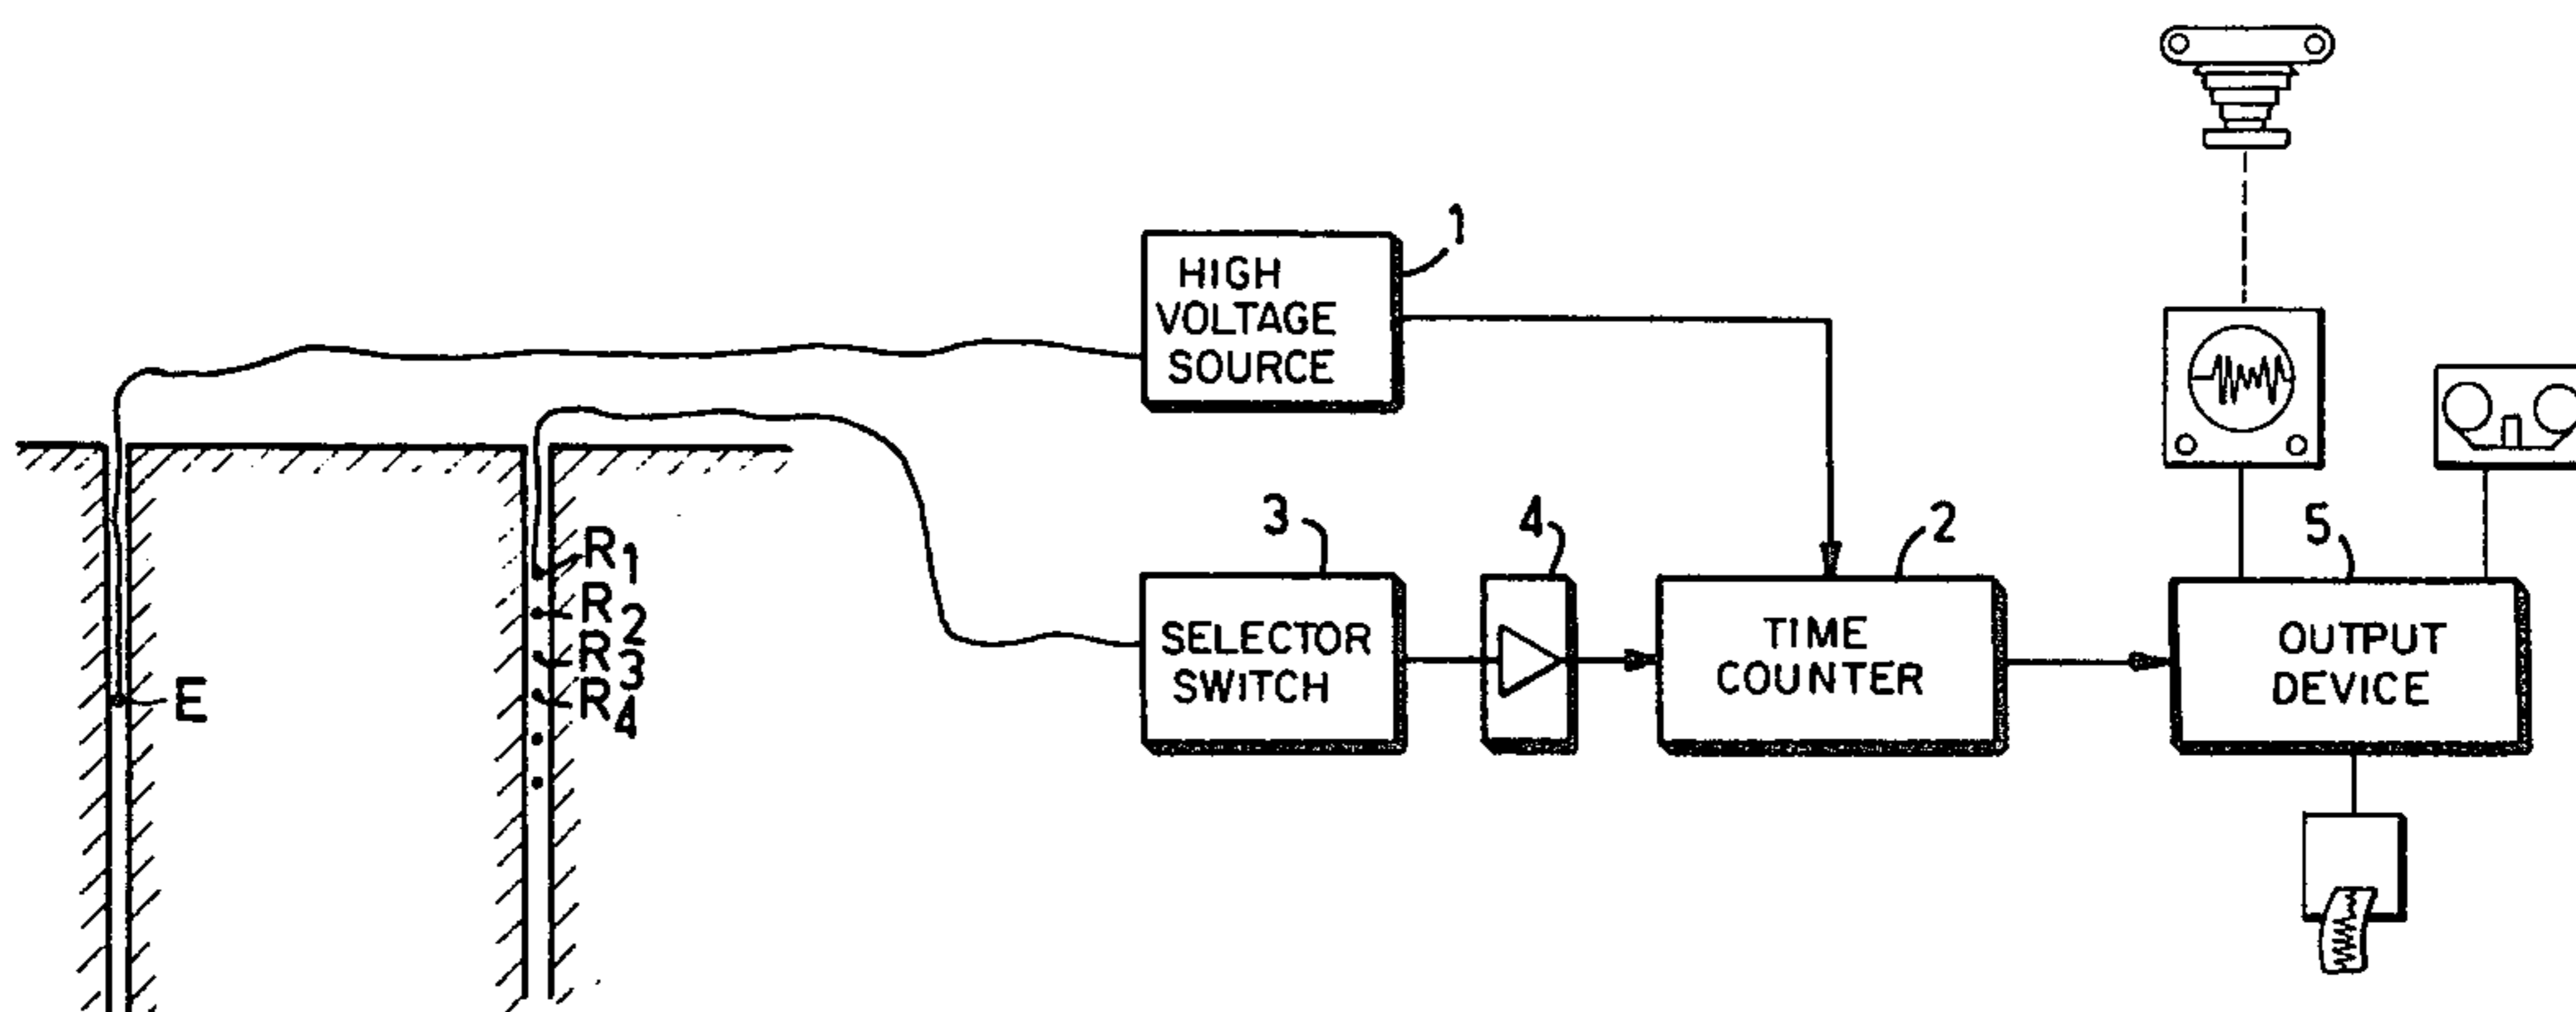 1
HIGH
VOLTAGE
SOURCE
3
4
2
5
R1
R2
R3
R4
E
SELECTOR
SWITCH
TIME
COUNTER
OUTPUT
DEVICE